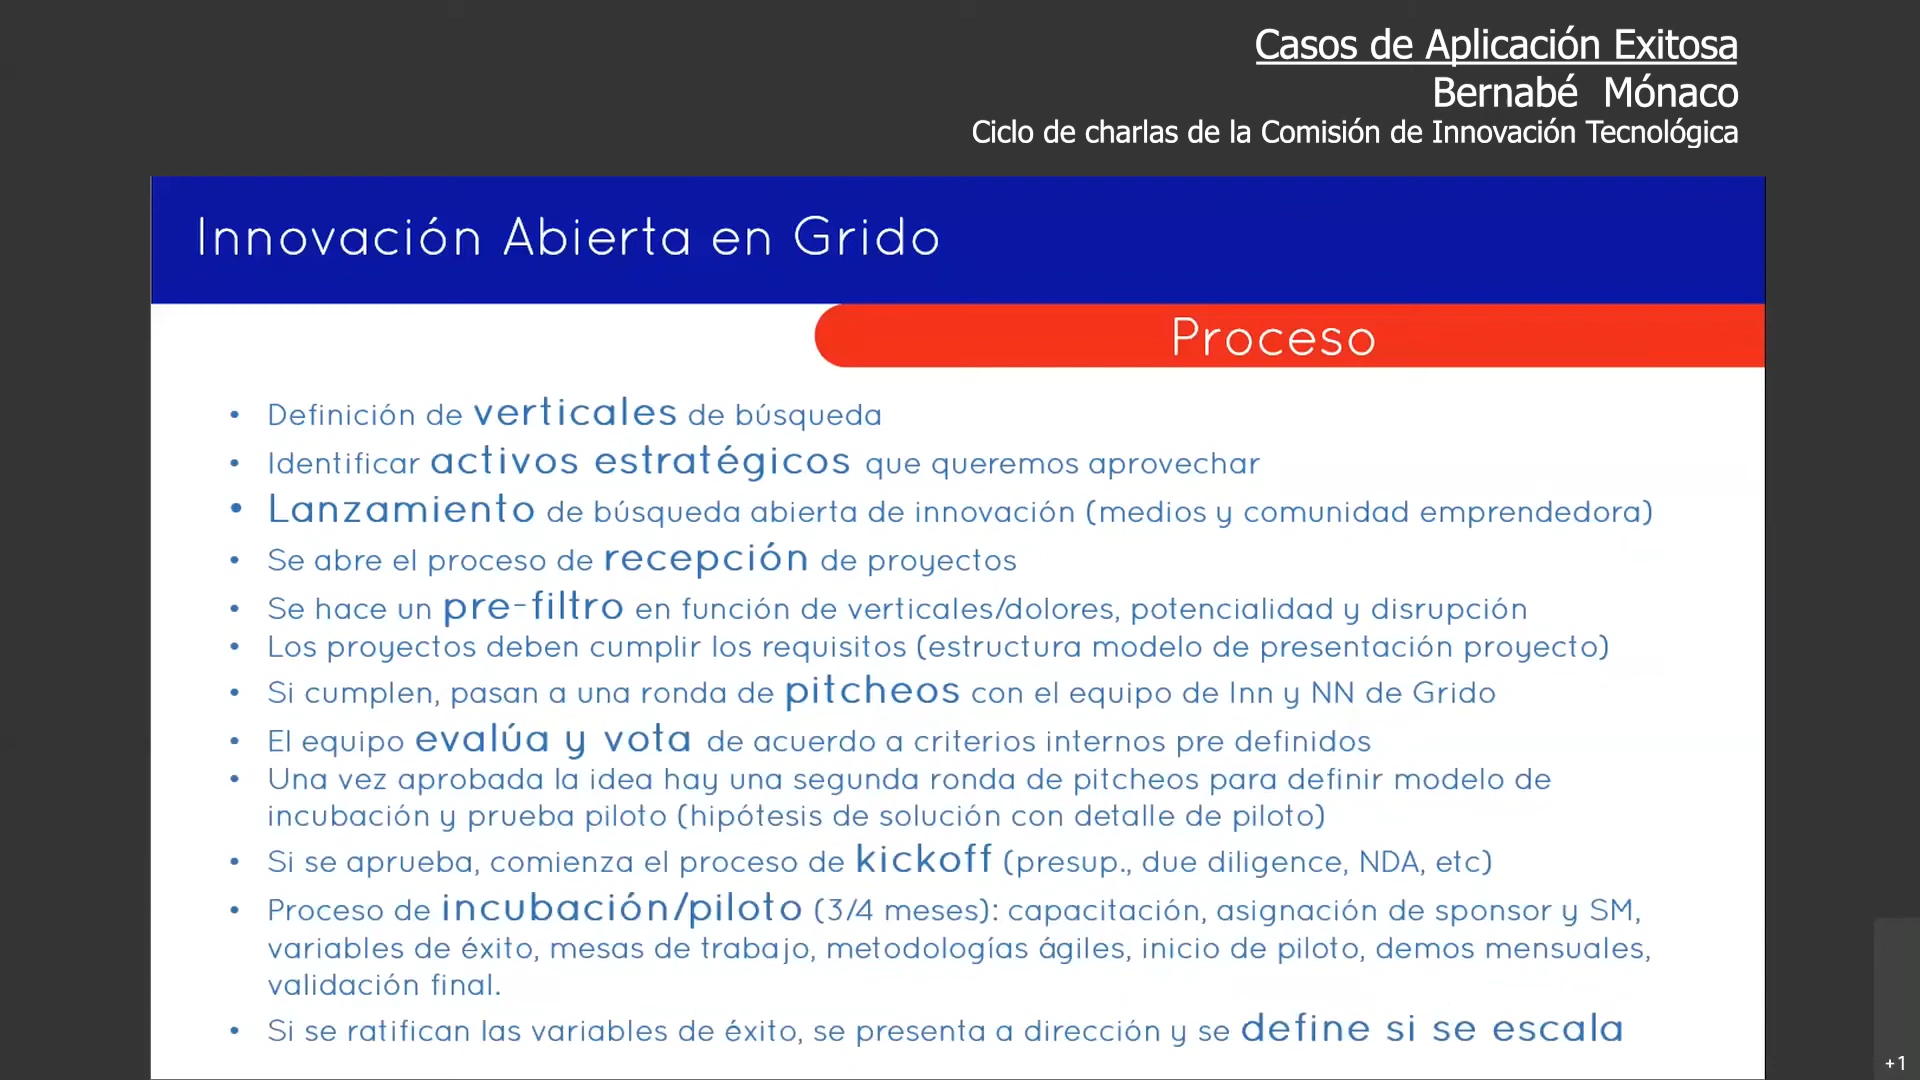 Casos de Aplicación Exitosa
Bernabé Mónaco
Ciclo de charlas de la Comisión de Innovación Tecnológica
Innovación Abierta en Grido
Proceso
• Definición de verticales de búsqueda
• Identificar activos estratégicos que queremos aprovechar
• Lanzamiento de búsqueda abierta de innovación (medios y comunidad emprendedora)
• Se abre el proceso de recepción de proyectos
• Se hace un pre-filtro en función de verticales/dolores, potencialidad y disrupción
• Los proyectos deben cumplir los requisitos (estructura modelo de presentación proyecto)
• Si cumplen, pasan a una ronda de pitcheos con el equipo de Inn y NN de Grido
• El equipo evalúa y vota de acuerdo a criterios internos pre definidos
• Una vez aprobada la idea hay una segunda ronda de pitcheos para definir modelo de
incubación y prueba piloto (hipótesis de solución con detalle de piloto)
• Si se aprueba, comienza el proceso de kickoff (presup., due diligence, NDA, etc)
• Proceso de incubación/piloto (3/4 meses): capacitación, asignación de sponsor y SM,
variables de éxito, mesas de trabajo, metodologías ágiles, inicio de piloto, demos mensuales,
validación final.
• Si se ratifican las variables de éxito, se presenta a dirección y se define si se escala
+1